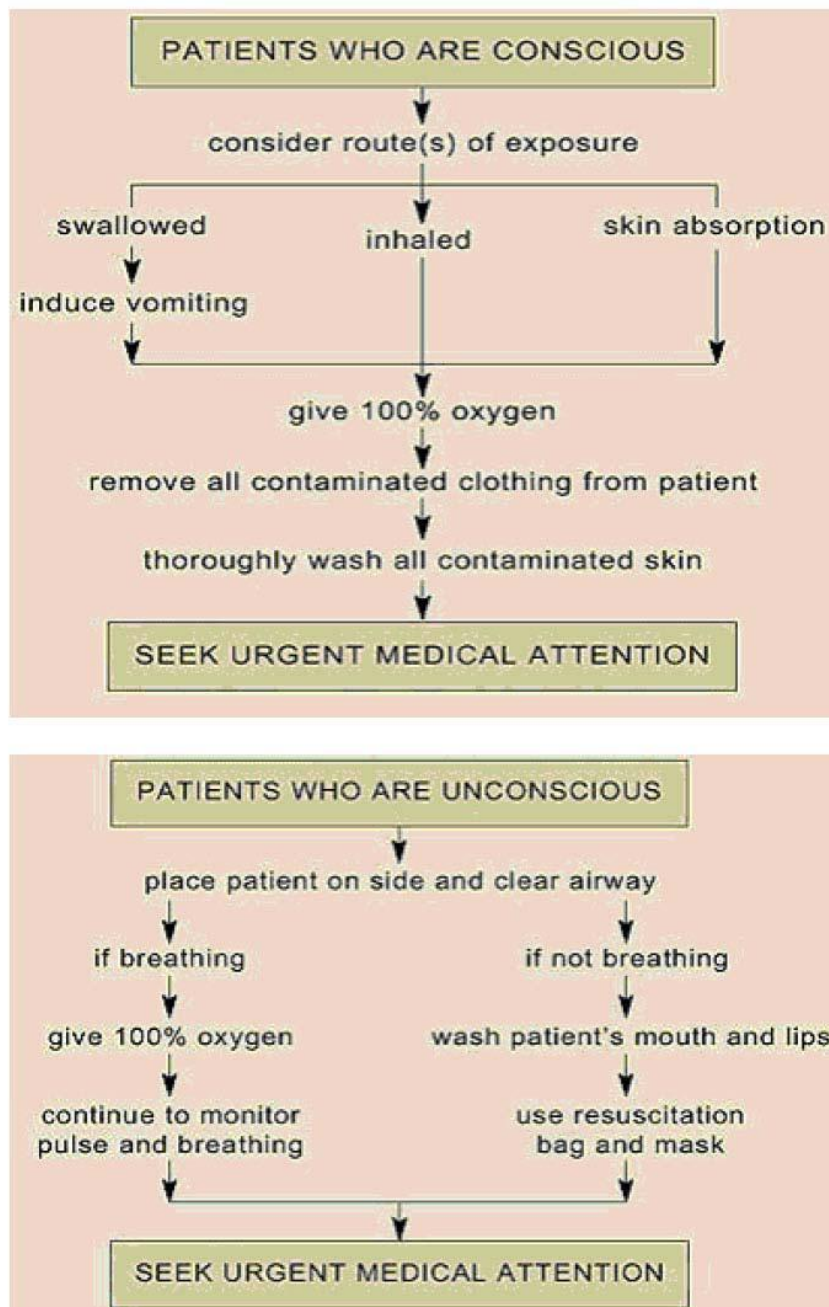 PATIENTS WHO ARE CONSCIOUS
consider route(s) of exposure
swallowed
inhaled
skin absorption
induce vomiting
give 100% oxygen
remove all contaminated clothing from patient
thoroughly wash all contaminated skin
SEEK URGENT MEDICAL ATTENTION
PATIENTS WHO ARE UNCONSCIOUS
place patient on side and clear airway
if breathing
if not breathing
give 100% oxygen
wash patient's mouth and lips
continue to monitor
pulse and breathing
use resuscitation
bag and mask
SEEK URGENT MEDICAL ATTENTION